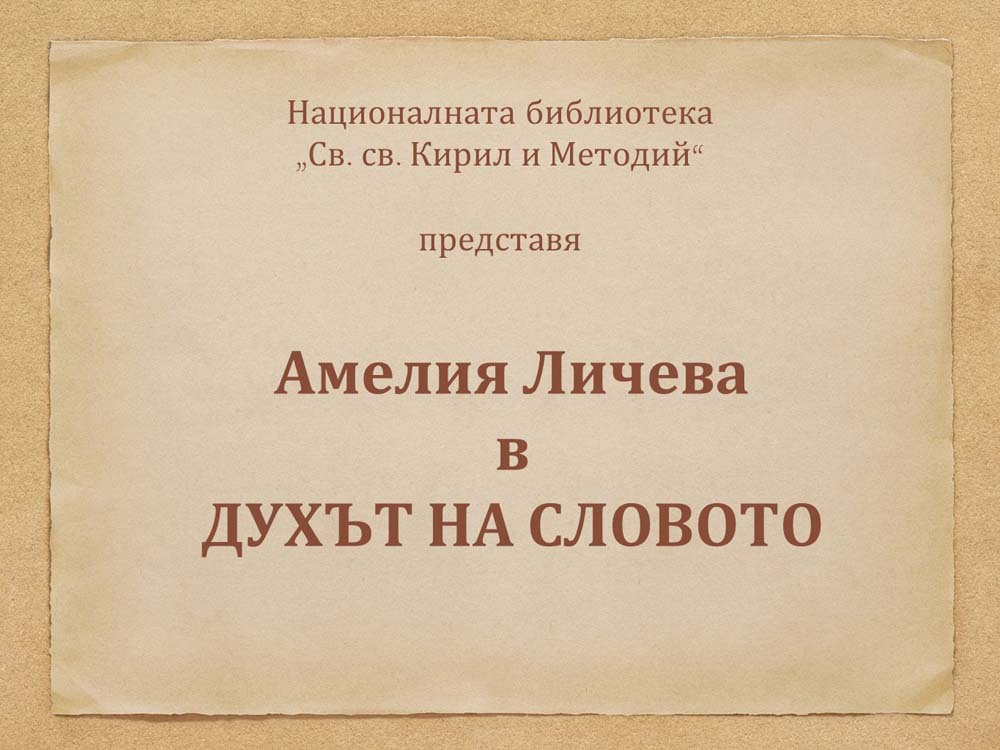 Националната библиотека
„Св. св. Кирил и Методий“
представя
Амелия Личева
в
ДУХЪТ НА СЛОВОТО